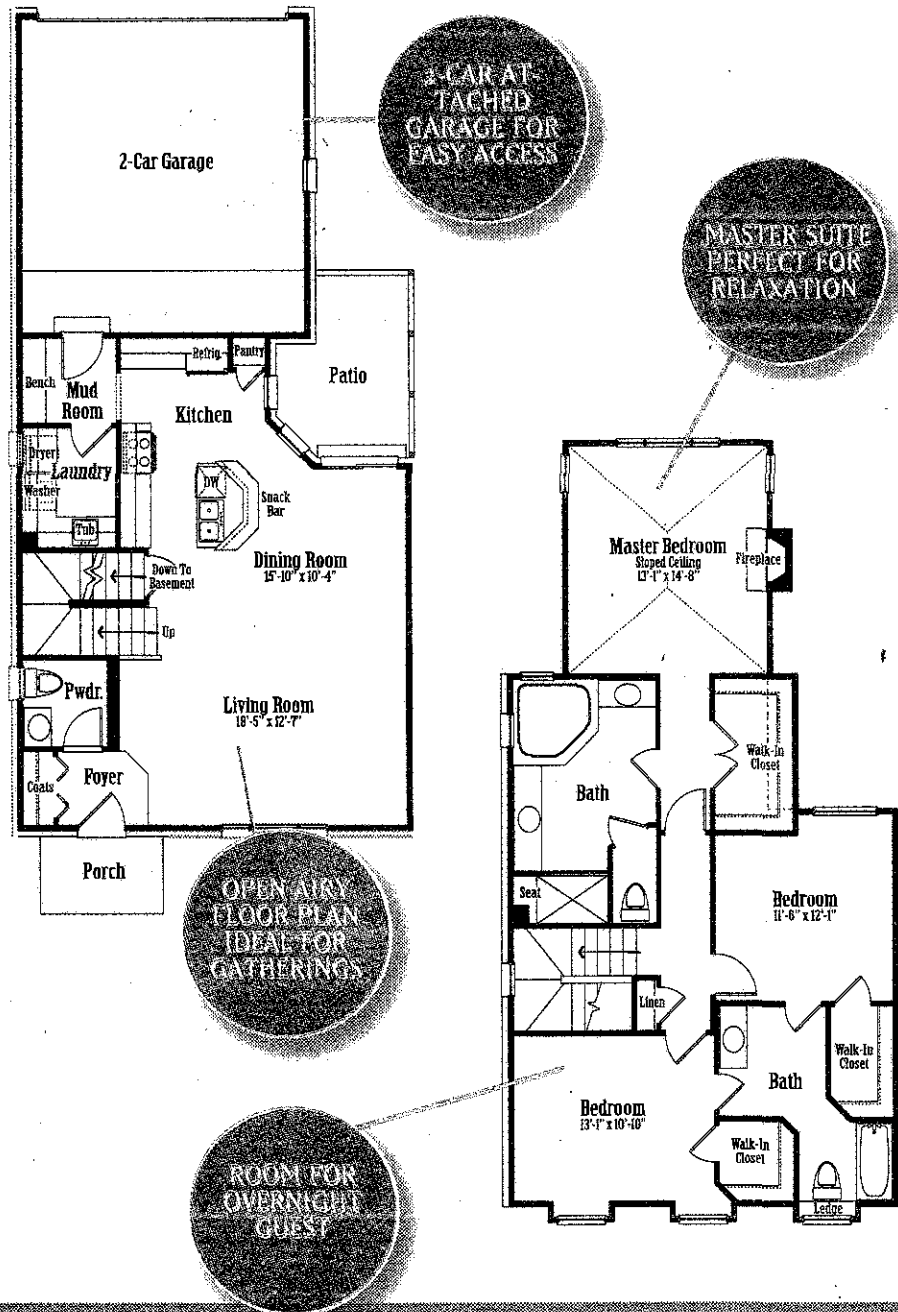 2-CAR AT-
TACHED
GARAGE FOR
EASY ACCESS
2-Car Garage
MASTER SUITE
PERFECT FOR
RELAXATION
Refrig.
Pantry
Patio
Bench
Mud
Room
Kitchen
Dryer
Laundry
Washer
Tub
DW
Snack
Bar
Dining Room
15'-10" x 10'-4"
Down To
Basement
Up
Master Bedroom
Sloped Ceiling
13'-1" x 14'-8"
Fireplace
Pwdr.
Living Room
18'-5" x 12'-7"
Coats
Foyer
Porch
Walk-In
Closet
Bath
Seat
OPEN AIRY
FLOOR PLAN
IDEAL FOR
GATHERINGS
Bedroom
11'-6" x 12'-1"
Linen
Walk-In
Closet
Bath
Bedroom
13'-1" x 10'-10"
Walk-In
Closet
Ledge
ROOM FOR
OVERNIGHT
GUEST